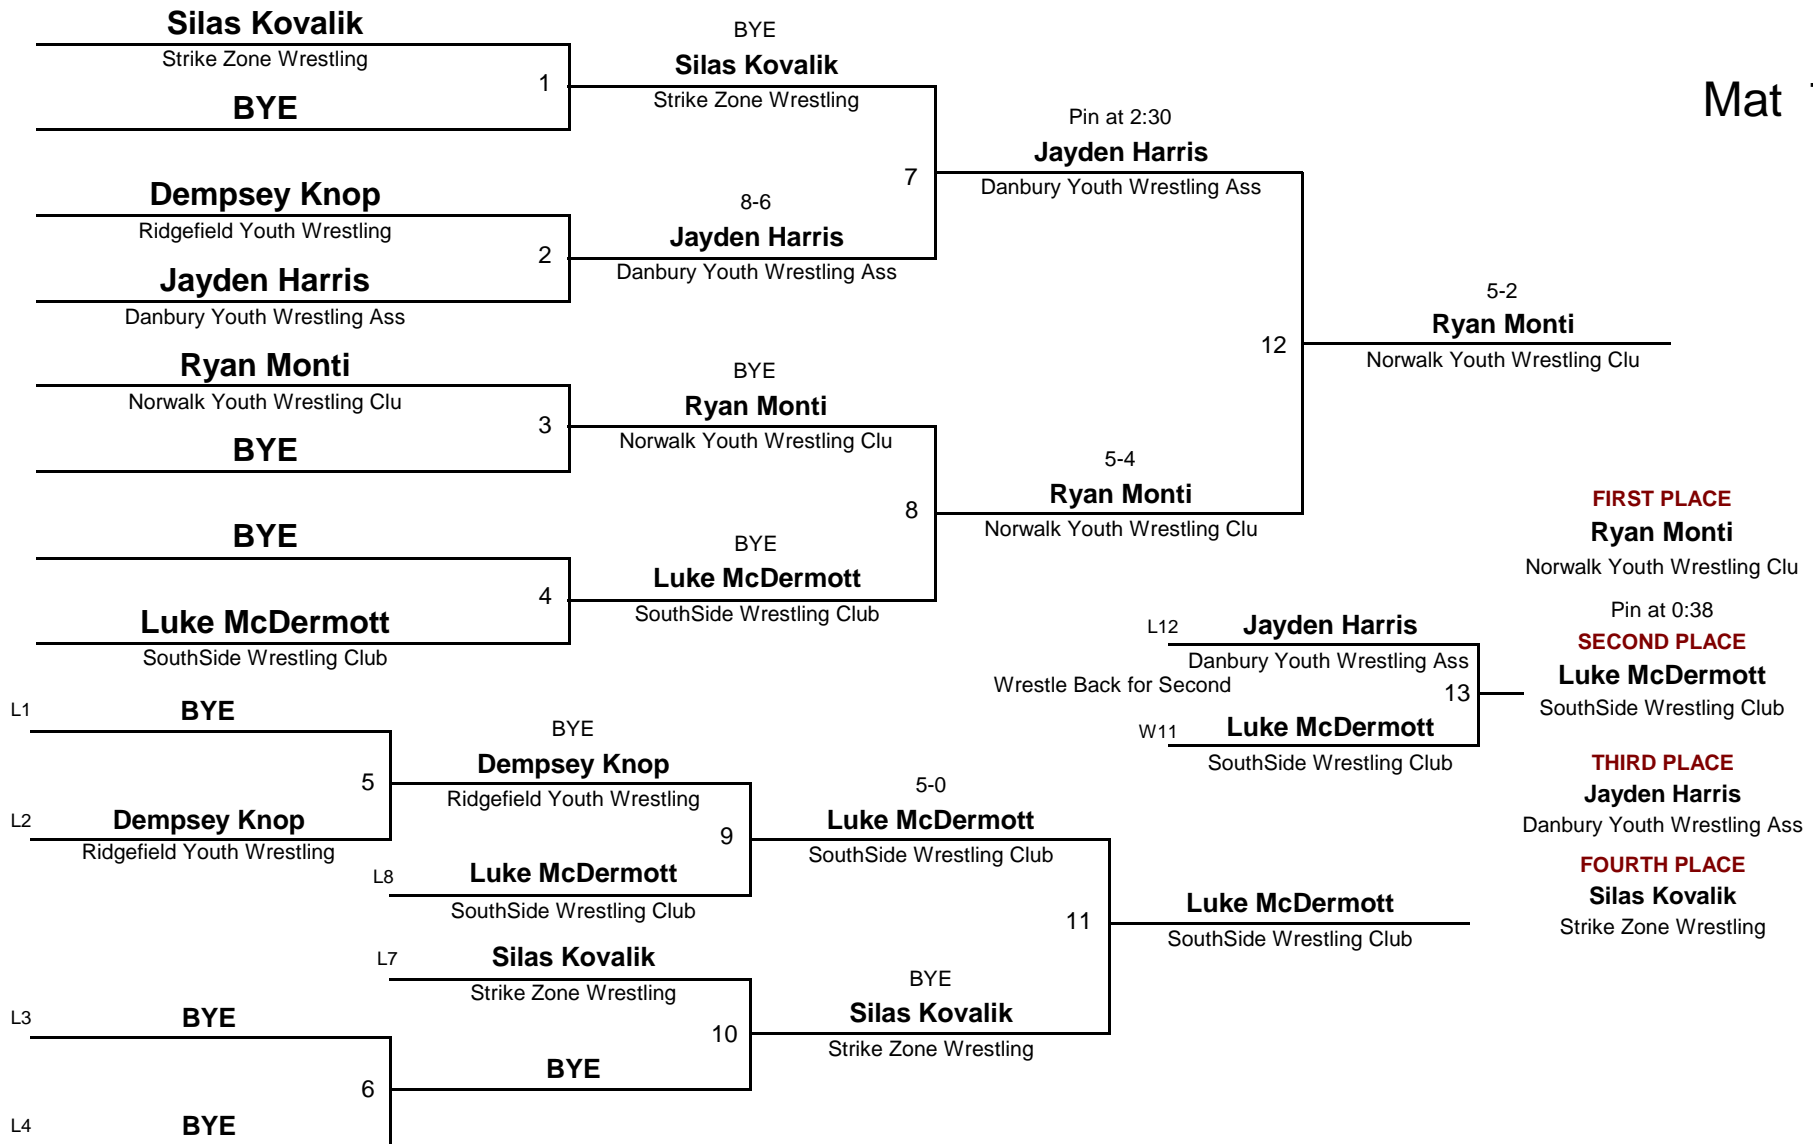 Silas Kovalik
Strike Zone Wrestling
1
BYE
Dempsey Knop
Ridgefield Youth Wrestling
2
Jayden Harris
Danbury Youth Wrestling Ass
Ryan Monti
Norwalk Youth Wrestling Clu
3
BYE
BYE
4
Luke McDermott
SouthSide Wrestling Club
BYE
Silas Kovalik
Strike Zone Wrestling
7
8-6
Jayden Harris
Danbury Youth Wrestling Ass
BYE
Ryan Monti
Norwalk Youth Wrestling Clu
8
BYE
Luke McDermott
SouthSide Wrestling Club
Pin at 2:30
Jayden Harris
Danbury Youth Wrestling Ass
12
5-4
Ryan Monti
Norwalk Youth Wrestling Clu
Mat
5-2
Ryan Monti
Norwalk Youth Wrestling Clu
FIRST PLACE
Ryan Monti
Norwalk Youth Wrestling Clu
Pin at 0:38
SECOND PLACE
Luke McDermott
SouthSide Wrestling Club
THIRD PLACE
Jayden Harris
Danbury Youth Wrestling Ass
FOURTH PLACE
Silas Kovalik
Strike Zone Wrestling
L12 Jayden Harris
Danbury Youth Wrestling Ass
Wrestle Back for Second
13
W11 Luke McDermott
SouthSide Wrestling Club
L1 BYE
5
L2 Dempsey Knop
Ridgefield Youth Wrestling
BYE
Dempsey Knop
Ridgefield Youth Wrestling
9
L8 Luke McDermott
SouthSide Wrestling Club
L7 Silas Kovalik
Strike Zone Wrestling
10
BYE
L3 BYE
6
L4 BYE
5-0
Luke McDermott
SouthSide Wrestling Club
11
BYE
Silas Kovalik
Strike Zone Wrestling
Luke McDermott
SouthSide Wrestling Club